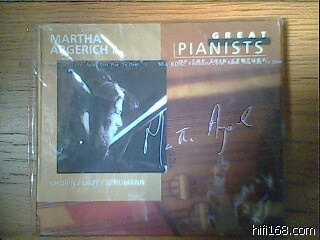 MARTHA
ARGERICH
GREAT
PIANISTS
OF THE 20TH CENTURY
CHOPIN / LISZT / SCHUMANN
hifi168.com